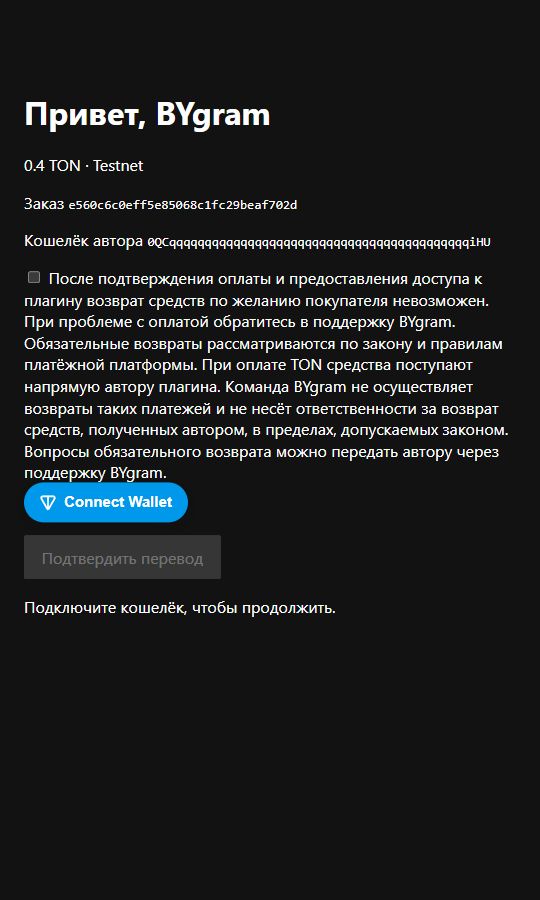 Привет, BYgram
0.4 TON · Testnet
Заказ e560c6c0eff5e85068c1fc29beaf702d
Кошелёк автора 0QCqqqqqqqqqqqqqqqqqqqqqqqqqqqqqqqqqqqqqqqqqqiHU
После подтверждения оплаты и предоставления доступа к
плагину возврат средств по желанию покупателя невозможен.
При проблеме с оплатой обратитесь в поддержку BYgram.
Обязательные возвраты рассматриваются по закону и правилам
платёжной платформы. При оплате TON средства поступают
напрямую автору плагина. Команда BYgram не осуществляет
возвраты таких платежей и не несёт ответственности за возврат
средств, полученных автором, в пределах, допускаемых законом.
Вопросы обязательного возврата можно передать автору через
поддержку BYgram.
Connect Wallet
Подтвердить перевод
Подключите кошелёк, чтобы продолжить.